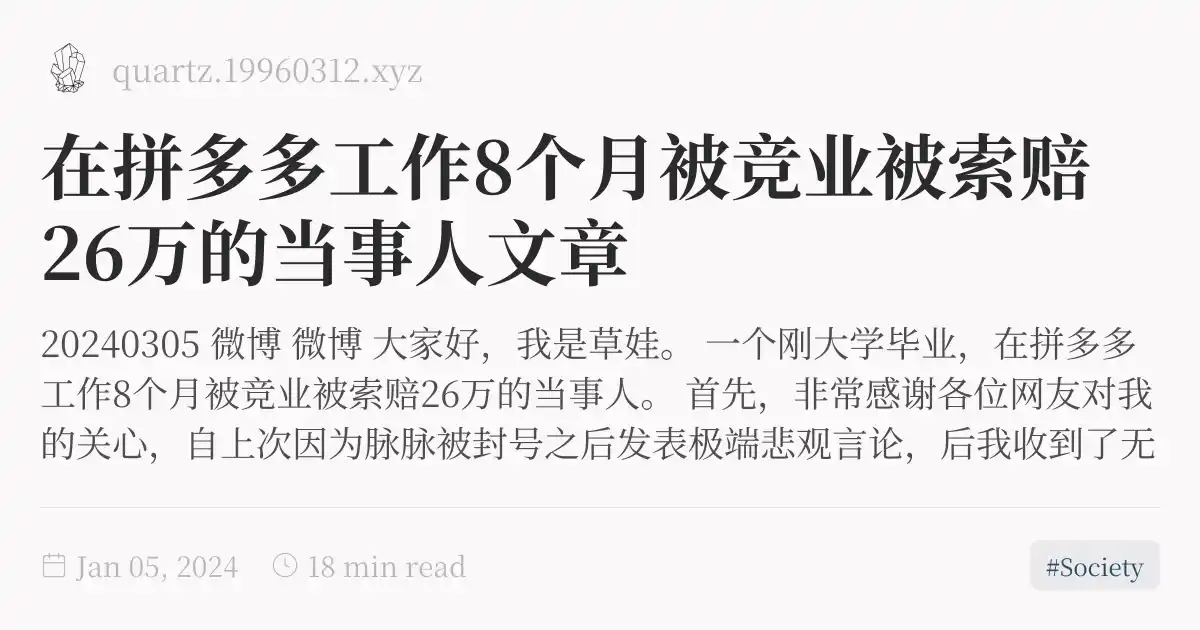 quartz.19960312.xyz
在拼多多工作8个月被竞业被索赔
26万的当事人文章
20240305 微博 微博 大家好，我是草娃。 一个刚大学毕业，在拼多多
工作8个月被竞业被索赔26万的当事人。 首先，非常感谢各位网友对我
的关心，自上次因为脉脉被封号之后发表极端悲观言论，后我收到了无
Jan 05, 2024 18 min read #Society